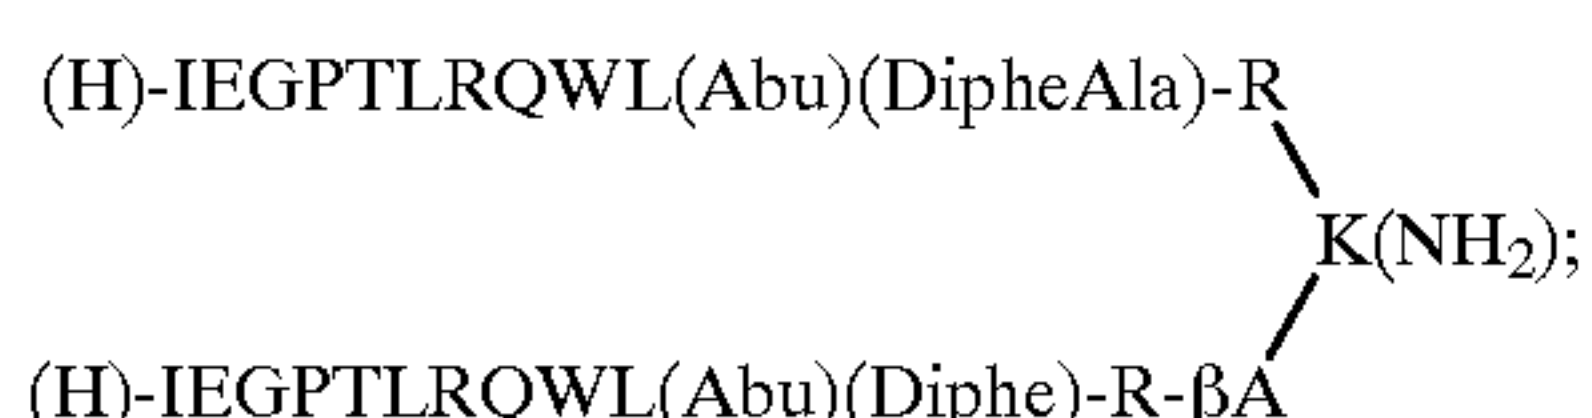 (H)-IEGPTLRQWL(Abu)(DipheAla)-R
K(NH₂);
(H)-IEGPTLRQWL(Abu)(Diphe)-R-βA